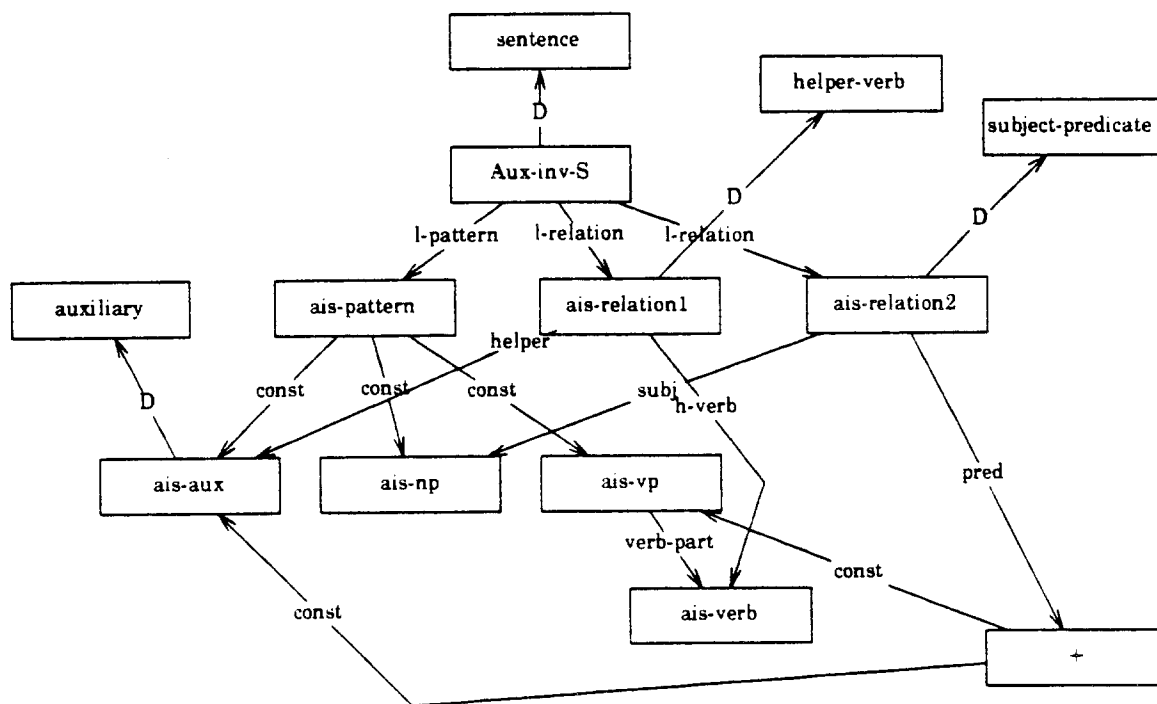 sentence
helper-verb
subject-predicate
D
Aux-inv-S
D
D
l-pattern
l-relation
l-relation
auxiliary
ais-pattern
ais-relation1
ais-relation2
helper
const
const
const
subj
h-verb
D
ais-aux
ais-np
ais-vp
pred
verb-part
const
const
ais-verb
+